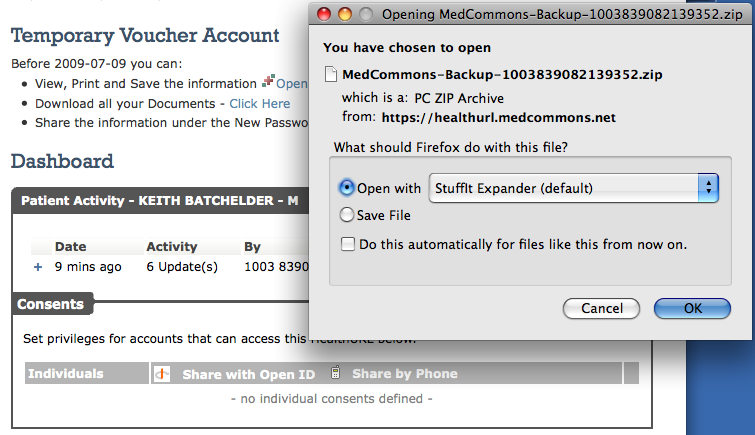 Temporary Voucher Account
Before 2009-07-09 you can:
View, Print and Save the information Open
Download all your Documents - Click Here
Share the information under the New Passwo
Dashboard
Patient Activity - KEITH BATCHELDER - M
Date Activity By
+ 9 mins ago 6 Update(s) 1003 8390
Consents
Set privileges for accounts that can access this HealthURL below.
Individuals Share with Open ID Share by Phone
- no individual consents defined -
Opening MedCommons-Backup-1003839082139352.zip
You have chosen to open
MedCommons-Backup-1003839082139352.zip
which is a: PC ZIP Archive
from: https://healthurl.medcommons.net
What should Firefox do with this file?
Open with StuffIt Expander (default)
Save File
Do this automatically for files like this from now on.
Cancel OK